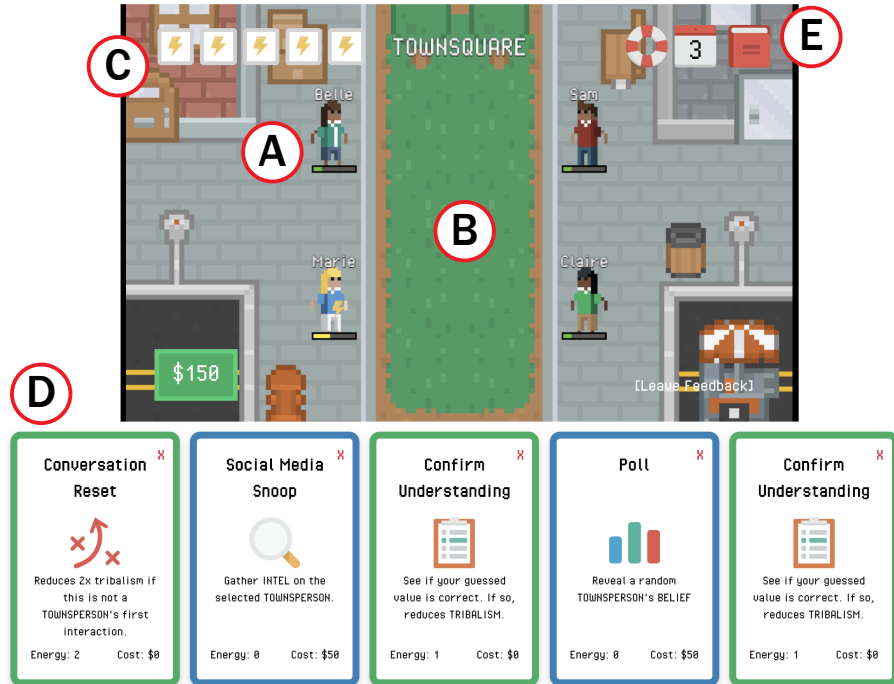 E
C
TOWNSQUARE
3
Belle
Sam
A
B
Marie
Claire
$150
[Leave Feedback]
D
X
Conversation
Reset
Reduces 2x tribalism if
this is not a
TOWNSPERSON's first
interaction.
Energy: 2 Cost: $0
X
Social Media
Snoop
Gather INTEL on the
selected TOWNSPERSON.
Energy: 0 Cost: $50
X
Confirm
Understanding
See if your guessed
value is correct. If so,
reduces TRIBALISM.
Energy: 1 Cost: $0
X
Poll
Reveal a random
TOWNSPERSON's BELIEF
Energy: 0 Cost: $50
X
Confirm
Understanding
See if your guessed
value is correct. If so,
reduces TRIBALISM.
Energy: 1 Cost: $0